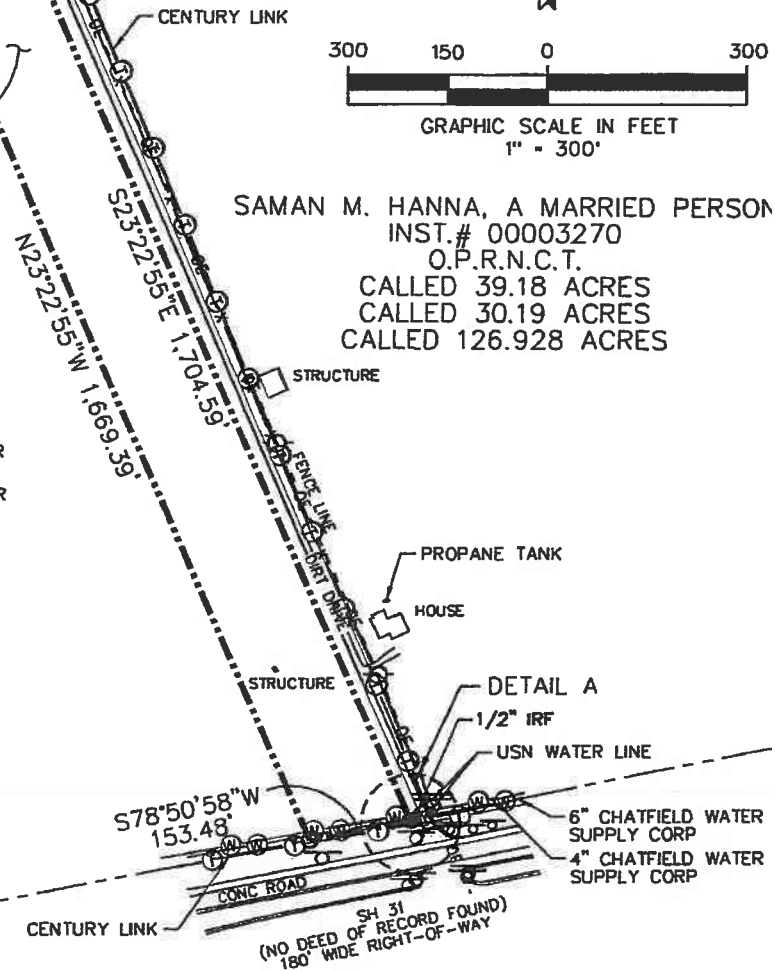 CENTURY LINK
300 150 0 300
GRAPHIC SCALE IN FEET
1" = 300'
SAMAN M. HANNA, A MARRIED PERSON
INST.# 00003270
O.P.R.N.C.T.
CALLED 39.18 ACRES
CALLED 30.19 ACRES
CALLED 126.928 ACRES
S23°22'55"E 1,704.59'
N23°22'55"W 1,669.39'
STRUCTURE
R
R
FENCE LINE
OE
DIRT DRIVE
PROPANE TANK
HOUSE
STRUCTURE
DETAIL A
1/2" IRF
USN WATER LINE
S78°50'58"W
153.48'
6" CHATFIELD WATER
SUPPLY CORP
4" CHATFIELD WATER
SUPPLY CORP
W W W W W W
T T T
CONC ROAD
CENTURY LINK
SH 31
(NO DEED OF RECORD FOUND)
180' WIDE RIGHT-OF-WAY